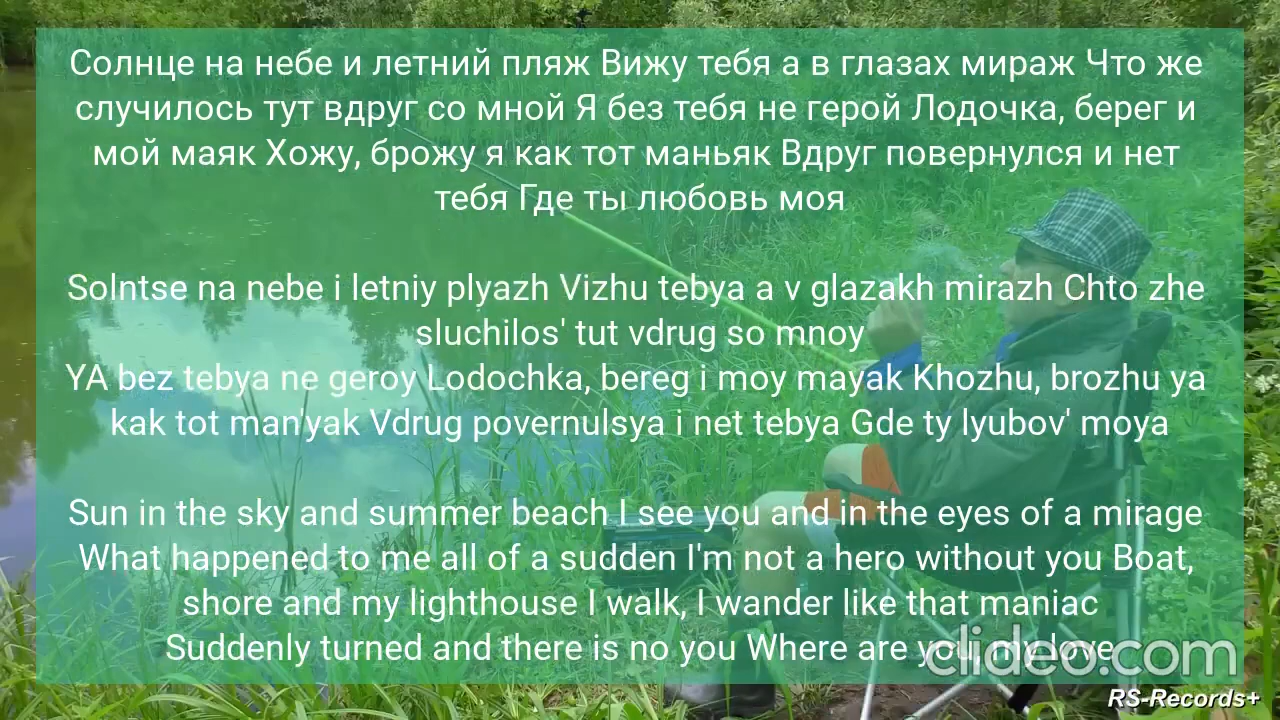 Солнце на небе и летний пляж Вижу тебя а в глазах мираж Что же
случилось тут вдруг со мной Я без тебя не герой Лодочка, берег и
мой маяк Хожу, брожу я как тот маньяк Вдруг повернулся и нет
тебя Где ты любовь моя
Solntse na nebe i letniy plyazh Vizhu tebya a v glazakh mirazh Chto zhe
sluchilos' tut vdrug so mnoy
YA bez tebya ne geroy Lodochka, bereg i moy mayak Khozhu, brozhu ya
kak tot man'yak Vdrug povernulsya i net tebya Gde ty lyubov' moya
Sun in the sky and summer beach I see you and in the eyes of a mirage
What happened to me all of a sudden I'm not a hero without you Boat,
shore and my lighthouse I walk, I wander like that maniac
Suddenly turned and there is no you Where are you, my love
clideo.com
RS-Records+